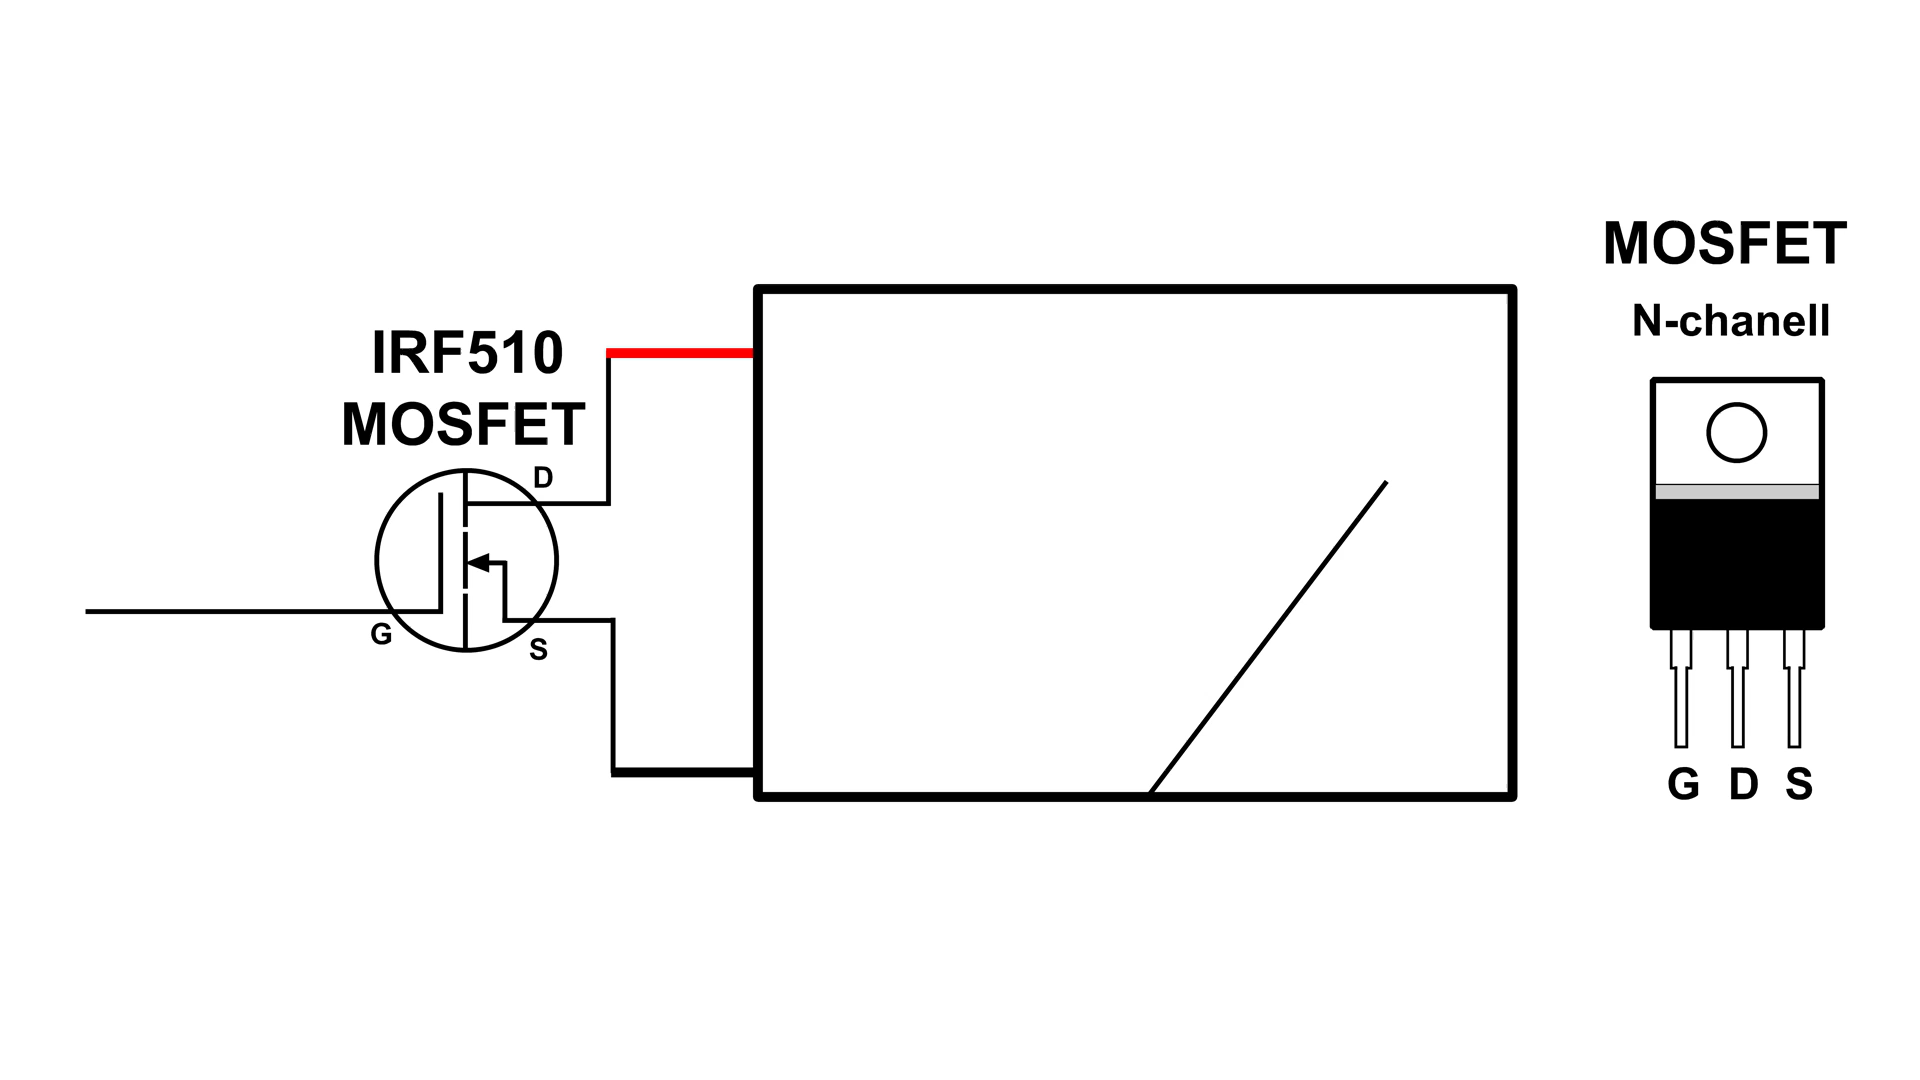 IRF510
MOSFET
D
G
S
MOSFET
N-chanell
G D S